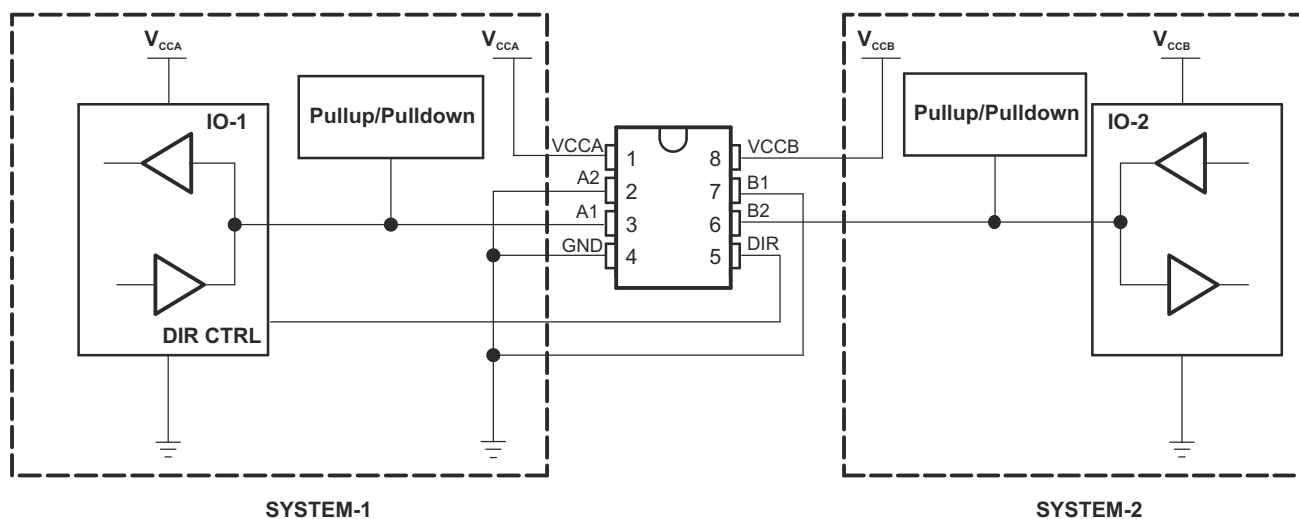 VCCA
IO-1
DIR CTRL
Pullup/Pulldown
VCCA
VCCA
A2
A1
GND
1
2
3
4
8
7
6
5
VCCB
B1
B2
DIR
VCCB
Pullup/Pulldown
VCCB
IO-2
SYSTEM-1
SYSTEM-2